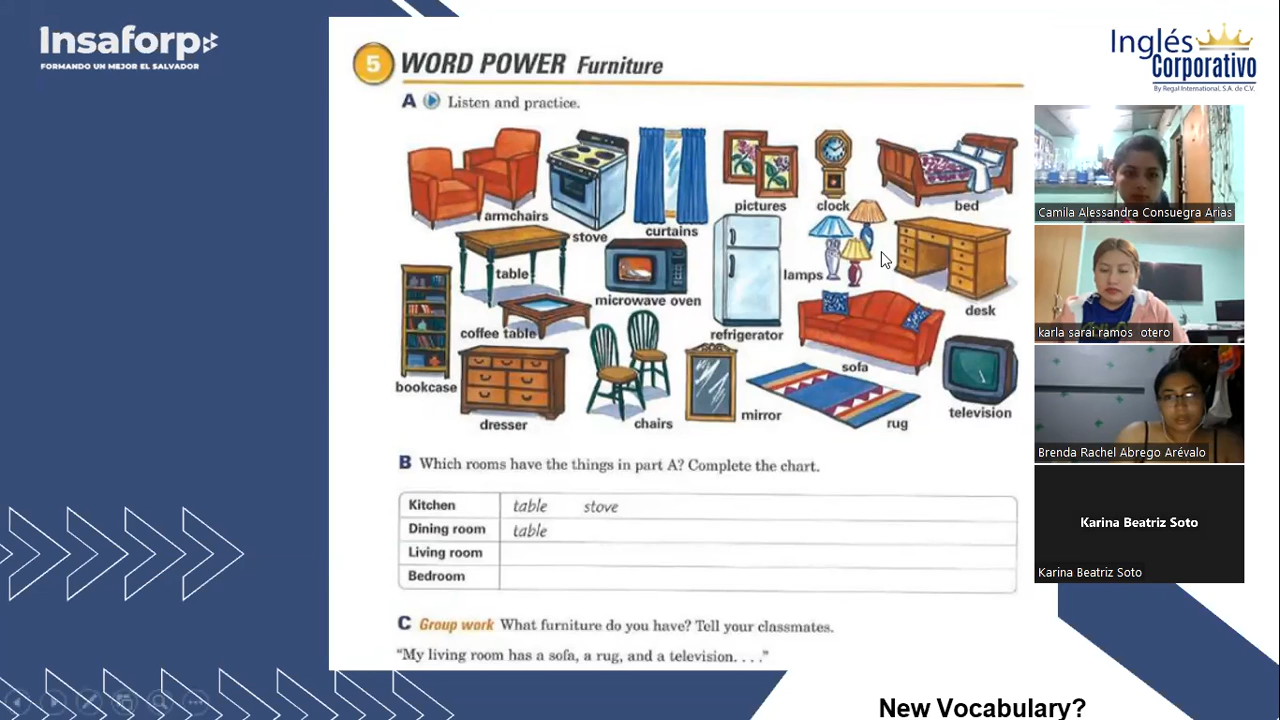 Insaforp
FORMANDO UN MEJOR EL SALVADOR
Inglés
Corporativo
By Regal International, S.A. de C.V.
5 WORD POWER Furniture
A Listen and practice.
armchairs
stove
curtains
pictures
clock
bed
table
microwave oven
lamps
desk
coffee table
refrigerator
sofa
bookcase
dresser
chairs
mirror
rug
television
B Which rooms have the things in part A? Complete the chart.
Kitchen table stove
Dining room table
Living room
Bedroom
C Group work What furniture do you have? Tell your classmates.
“My living room has a sofa, a rug, and a television. . . .”
New Vocabulary?
Camila Alessandra Consuegra Arias
karla sarai ramos otero
Brenda Rachel Abrego Arévalo
Karina Beatriz Soto
Karina Beatriz Soto